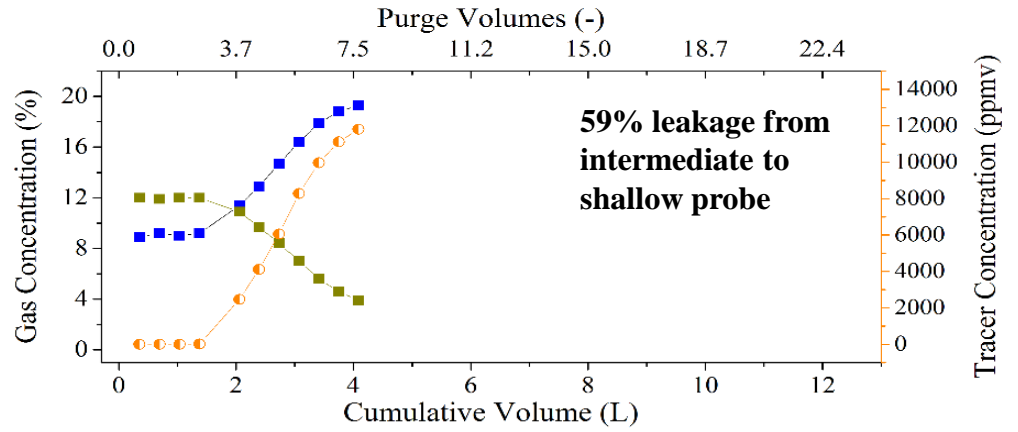 Purge Volumes (-)
0.0 3.7 7.5 11.2 15.0 18.7 22.4
Gas Concentration (%)
20
16
12
8
4
0
59% leakage from
intermediate to
shallow probe
14000
12000
10000
8000
6000
4000
2000
0
Tracer Concentration (ppmv)
0 2 4 6 8 10 12
Cumulative Volume (L)